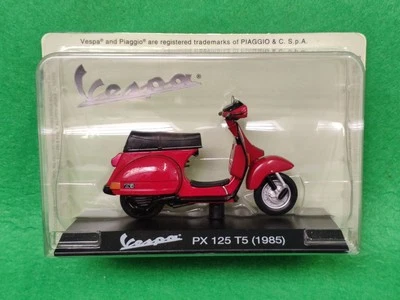 Vespa® and Piaggio® are registered trademarks of PIAGGIO & C. S.p.A.
Vespa
Vespa PX 125 T5 (1985)